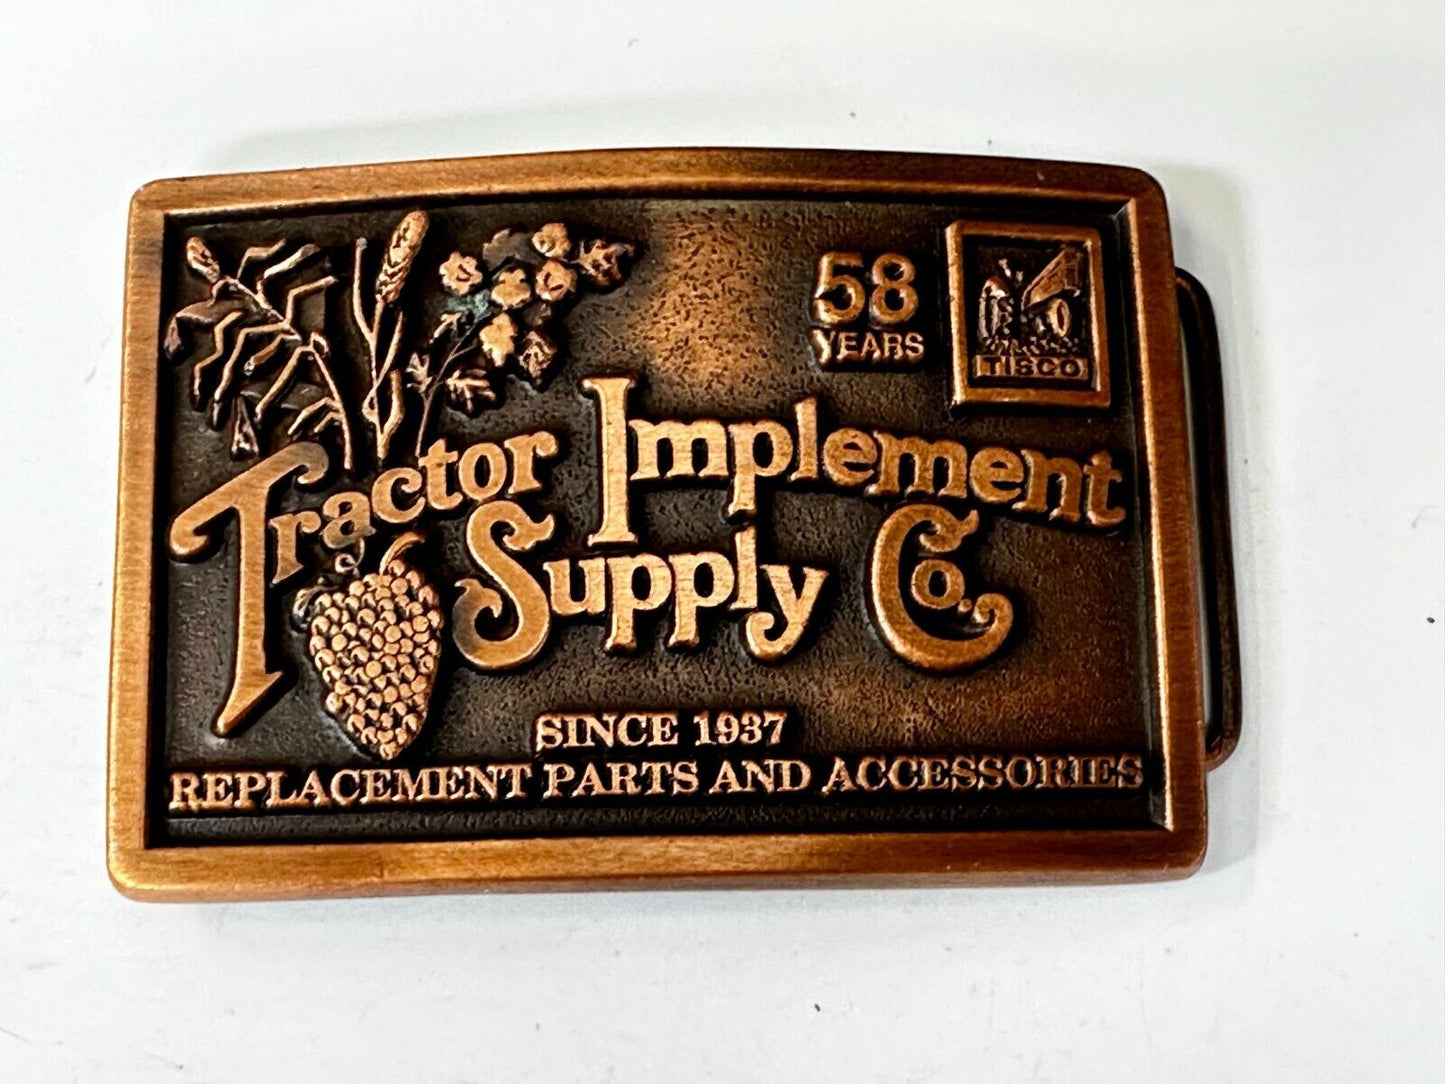 58
YEARS
TISCO
Tractor Implement
Supply Co.
SINCE 1937
REPLACEMENT PARTS AND ACCESSORIES